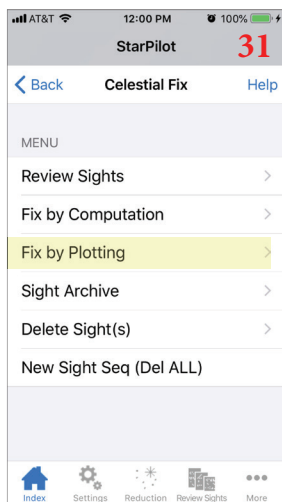 AT&T 12:00 PM 100%
StarPilot 31
Back Celestial Fix Help
MENU
Review Sights
Fix by Computation
Fix by Plotting
Sight Archive
Delete Sight(s)
New Sight Seq (Del ALL)
Index Settings Reduction Review Sights More